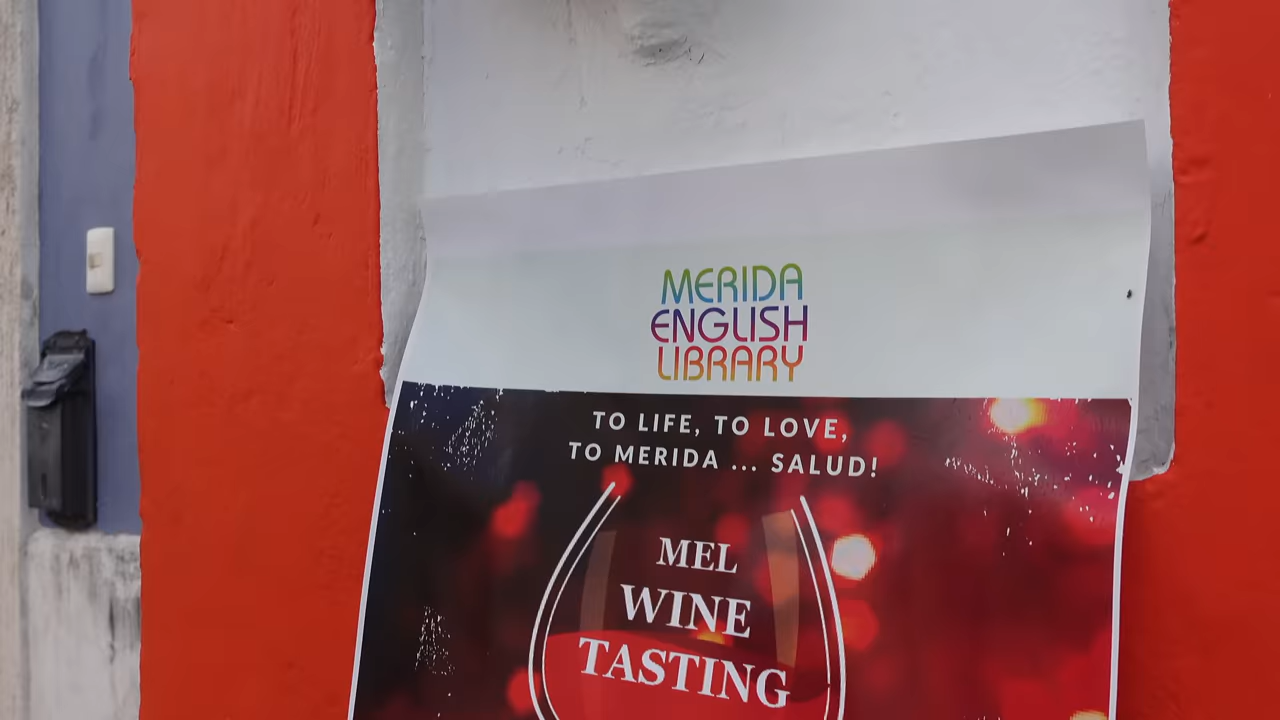 MERIDA
ENGLISH
LIBRARY
TO LIFE, TO LOVE,
TO MERIDA ... SALUD!
MEL
WINE
TASTING